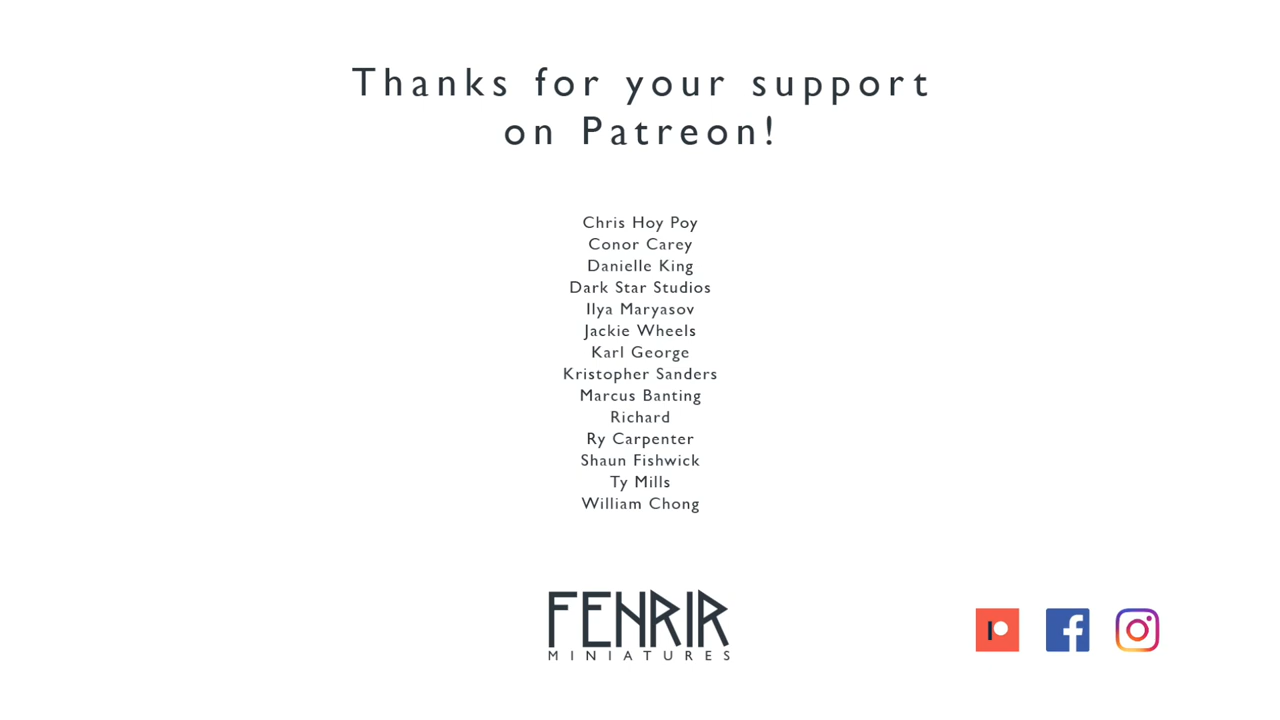 Thanks for your support
on Patreon!
Chris Hoy Poy
Conor Carey
Danielle King
Dark Star Studios
Ilya Maryasov
Jackie Wheels
Karl George
Kristopher Sanders
Marcus Banting
Richard
Ry Carpenter
Shaun Fishwick
Ty Mills
William Chong
FENRIR
MINIATURES